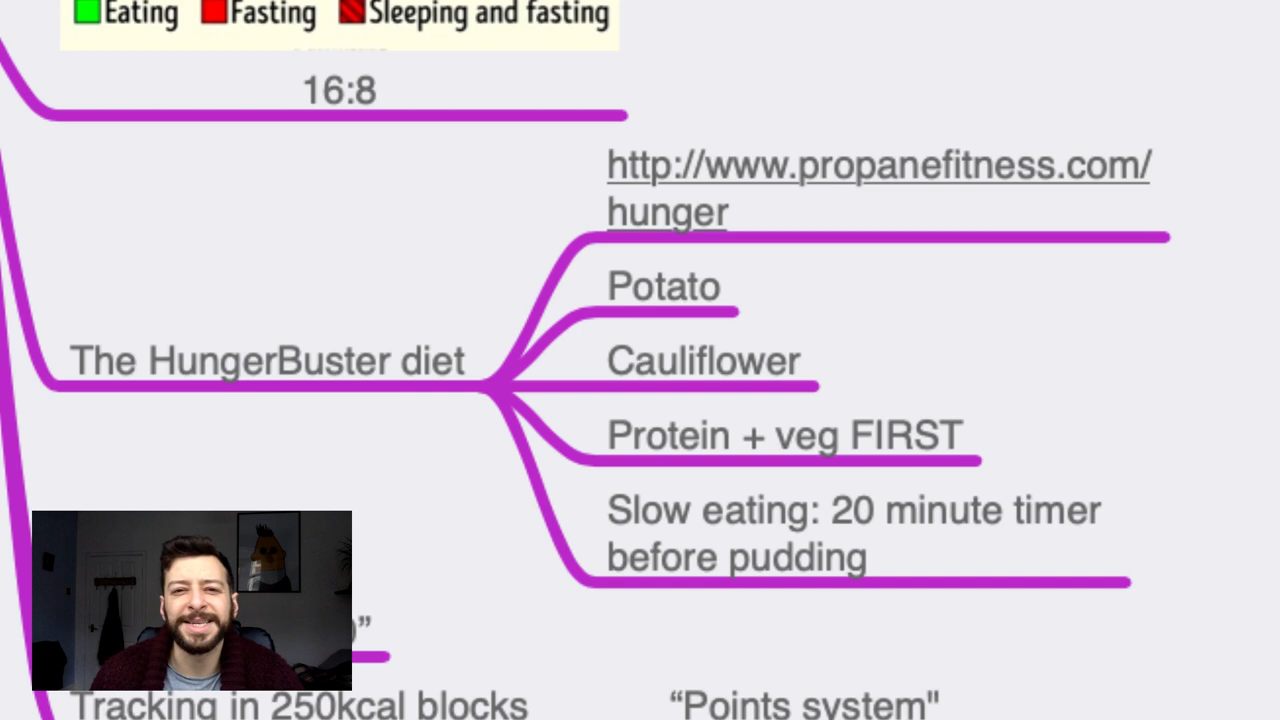 Eating Fasting Sleeping and fasting
16:8
http://www.propanefitness.com/
hunger
Potato
The HungerBuster diet
Cauliflower
Protein + veg FIRST
Slow eating: 20 minute timer
before pudding
”
Tracking in 250kcal blocks
“Points system"